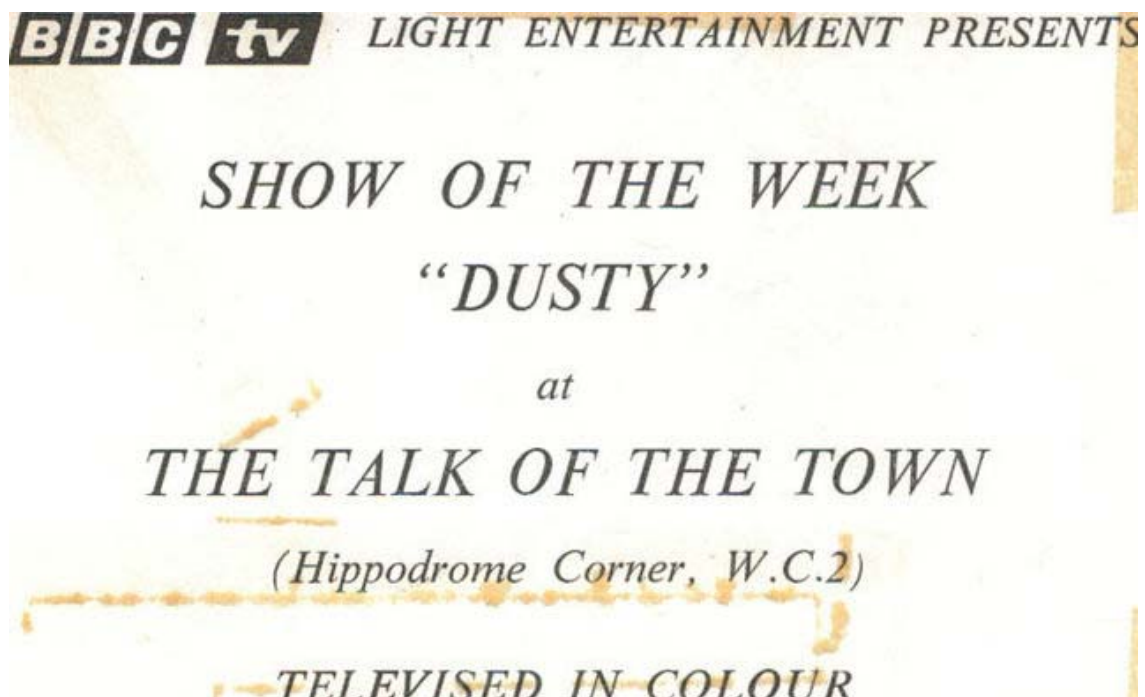 BBC tv LIGHT ENTERTAINMENT PRESENTS
SHOW OF THE WEEK
“DUSTY”
at
THE TALK OF THE TOWN
(Hippodrome Corner, W.C.2)
TELEVISED IN COLOUR